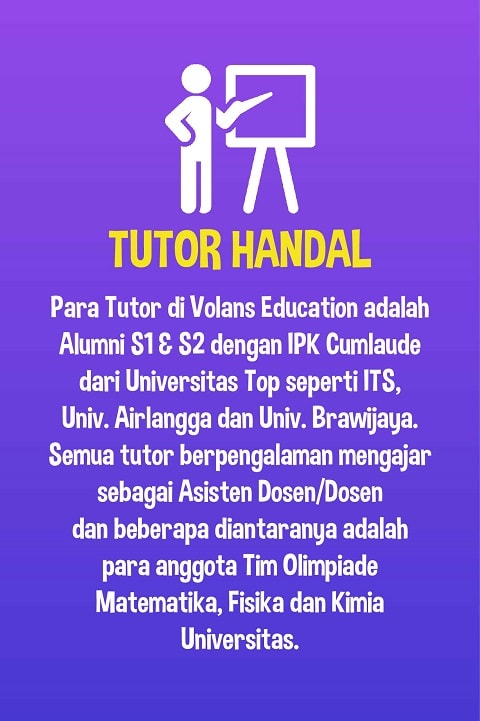 TUTOR HANDAL
Para Tutor di Volans Education adalah
Alumni S1 & S2 dengan IPK Cumlaude
dari Universitas Top seperti ITS,
Univ. Airlangga dan Univ. Brawijaya.
Semua tutor berpengalaman mengajar
sebagai Asisten Dosen/Dosen
dan beberapa diantaranya adalah
para anggota Tim Olimpiade
Matematika, Fisika dan Kimia
Universitas.